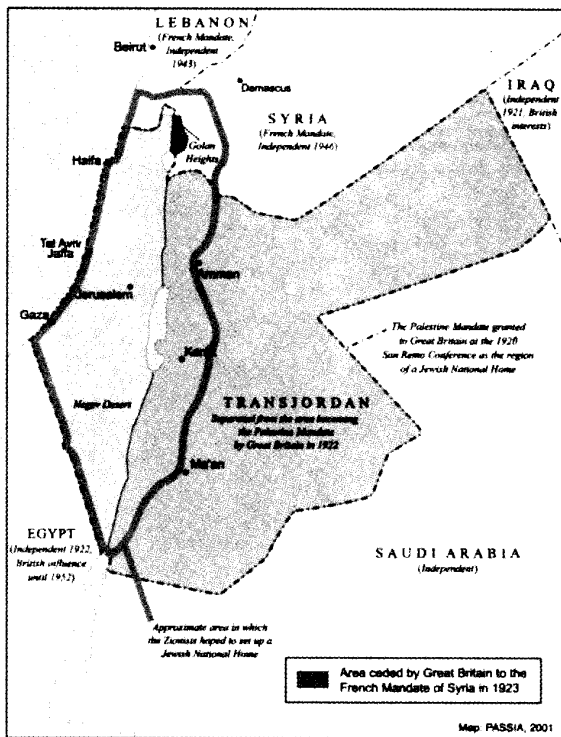 LEBANON
(French Mandate,
Independent
1943)
Beirut
Damascus
IRAQ
(Independent
1921, British
interests)
SYRIA
(French Mandate,
Independent 1946)
Golan
Heights
Haifa
Tel Aviv
Jaffa
Amman
Jerusalem
Gaza
The Palestine Mandate granted
to Great Britain at the 1920
San Remo Conference as the region
of a Jewish National Home
Karak
Negev Desert
TRANSJORDAN
Separated from the area
the Palestine Mandate
by Great Britain in 1922
Ma'an
EGYPT
(Independent 1922,
British influence
until 1952)
SAUDI ARABIA
(Independent)
Approximate area in which
the Zionists hoped to set up a
Jewish National Home
Area ceded by Great Britain to the
French Mandate of Syria in 1923
Map: PASSIA, 2001